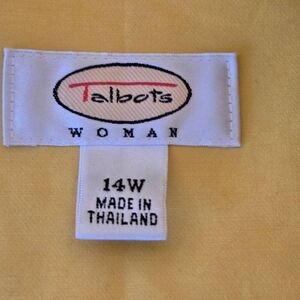 Talbots
WOMAN
14W
MADE IN
THAILAND